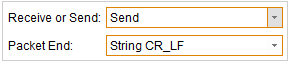 Receive or Send: Send
Packet End: String CR_LF